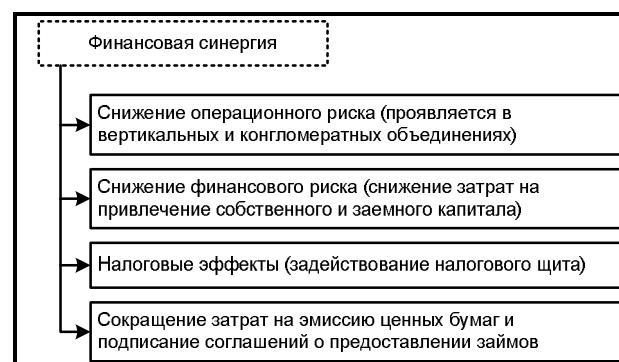 Финансовая синергия
Снижение операционного риска (проявляется в
вертикальных и конгломератных объединениях)
Снижение финансового риска (снижение затрат на
привлечение собственного и заемного капитала)
Налоговые эффекты (задействование налогового щита)
Сокращение затрат на эмиссию ценных бумаг и
подписание соглашений о предоставлении займов